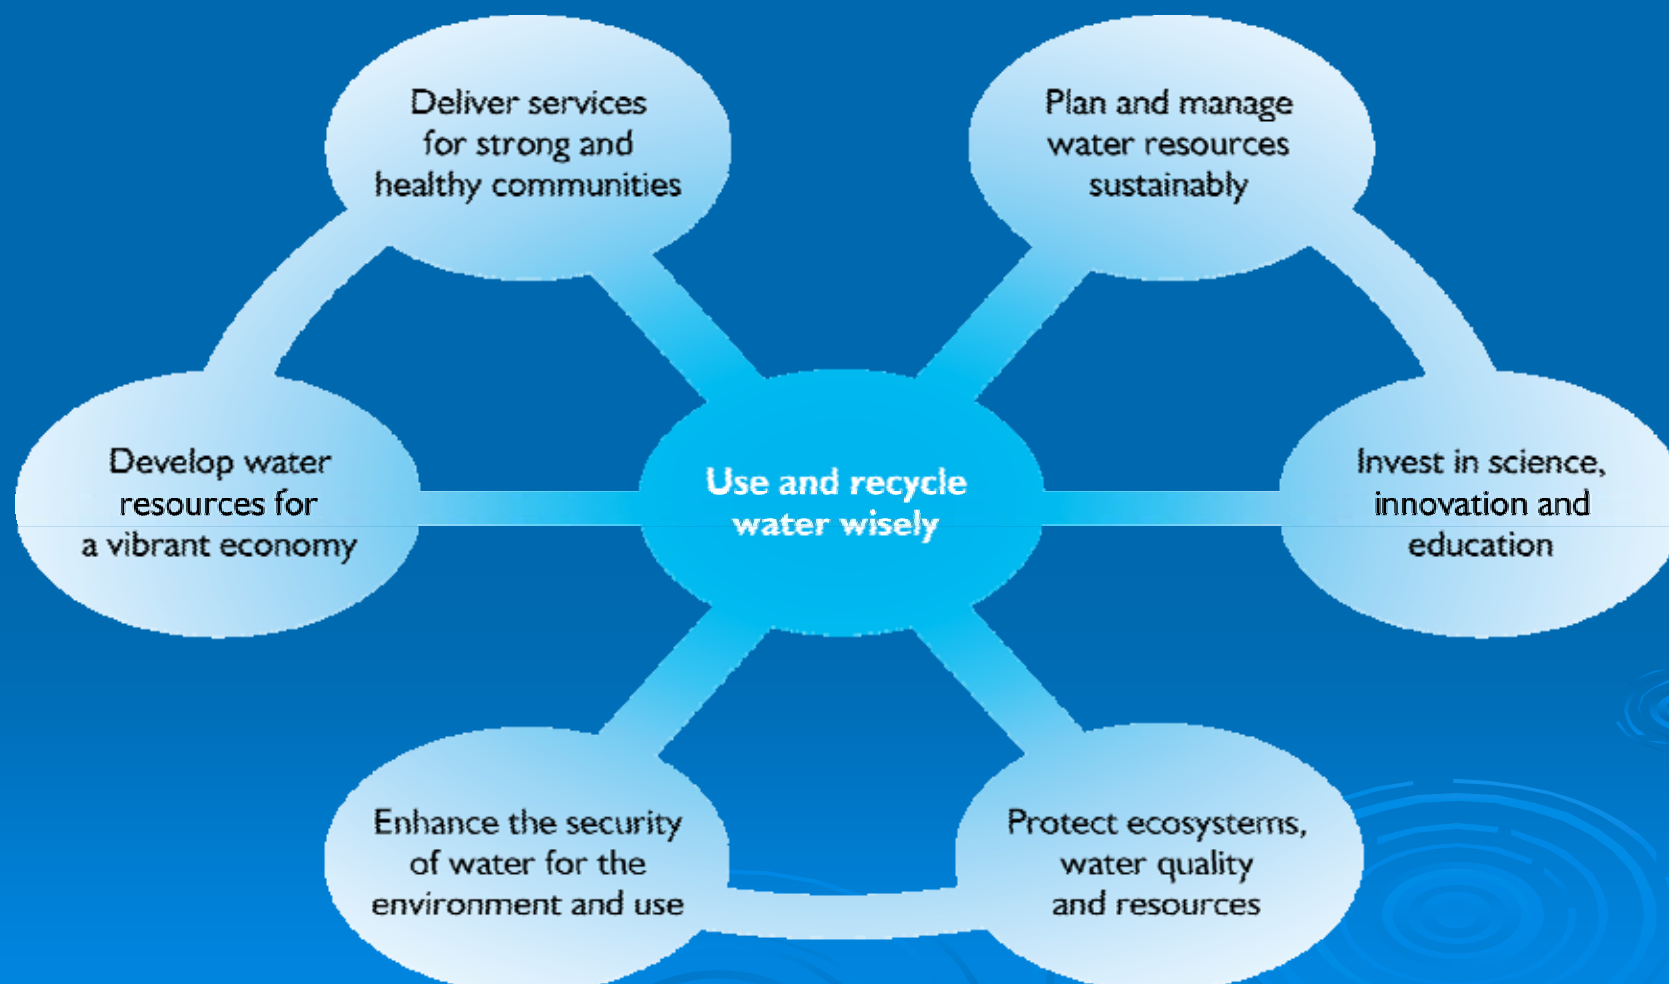 Deliver services
for strong and
healthy communities
Plan and manage
water resources
sustainably
Develop water
resources for
a vibrant economy
Use and recycle
water wisely
Invest in science,
innovation and
education
Enhance the security
of water for the
environment and use
Protect ecosystems,
water quality
and resources